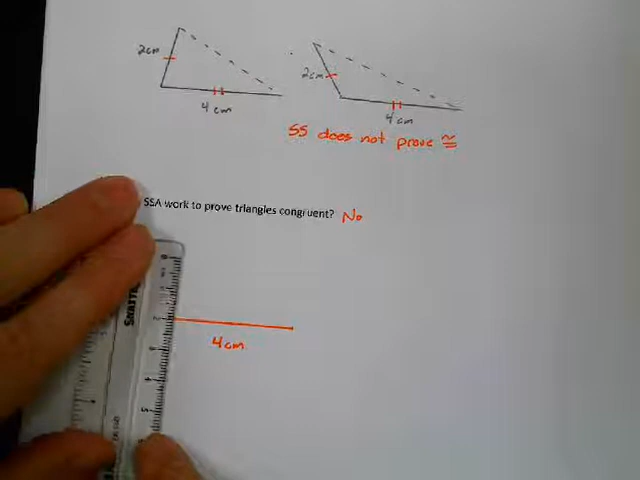 2cm
4 cm
2cm
4 cm
SS does not prove ≅
SSA work to prove triangles congruent? No
4cm